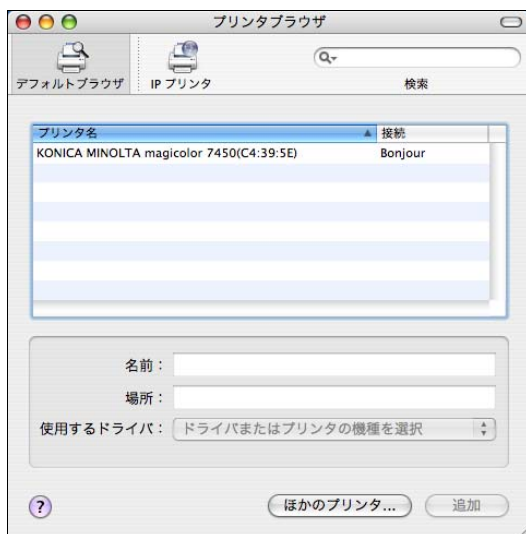 プリンタブラウザ
デフォルトブラウザ
IP プリンタ
検索
プリンタ名 接続
KONICA MINOLTA magicolor 7450(C4:39:5E) Bonjour
名前：
場所：
使用するドライバ： ドライバまたはプリンタの機種を選択
? ほかのプリンタ... 追加